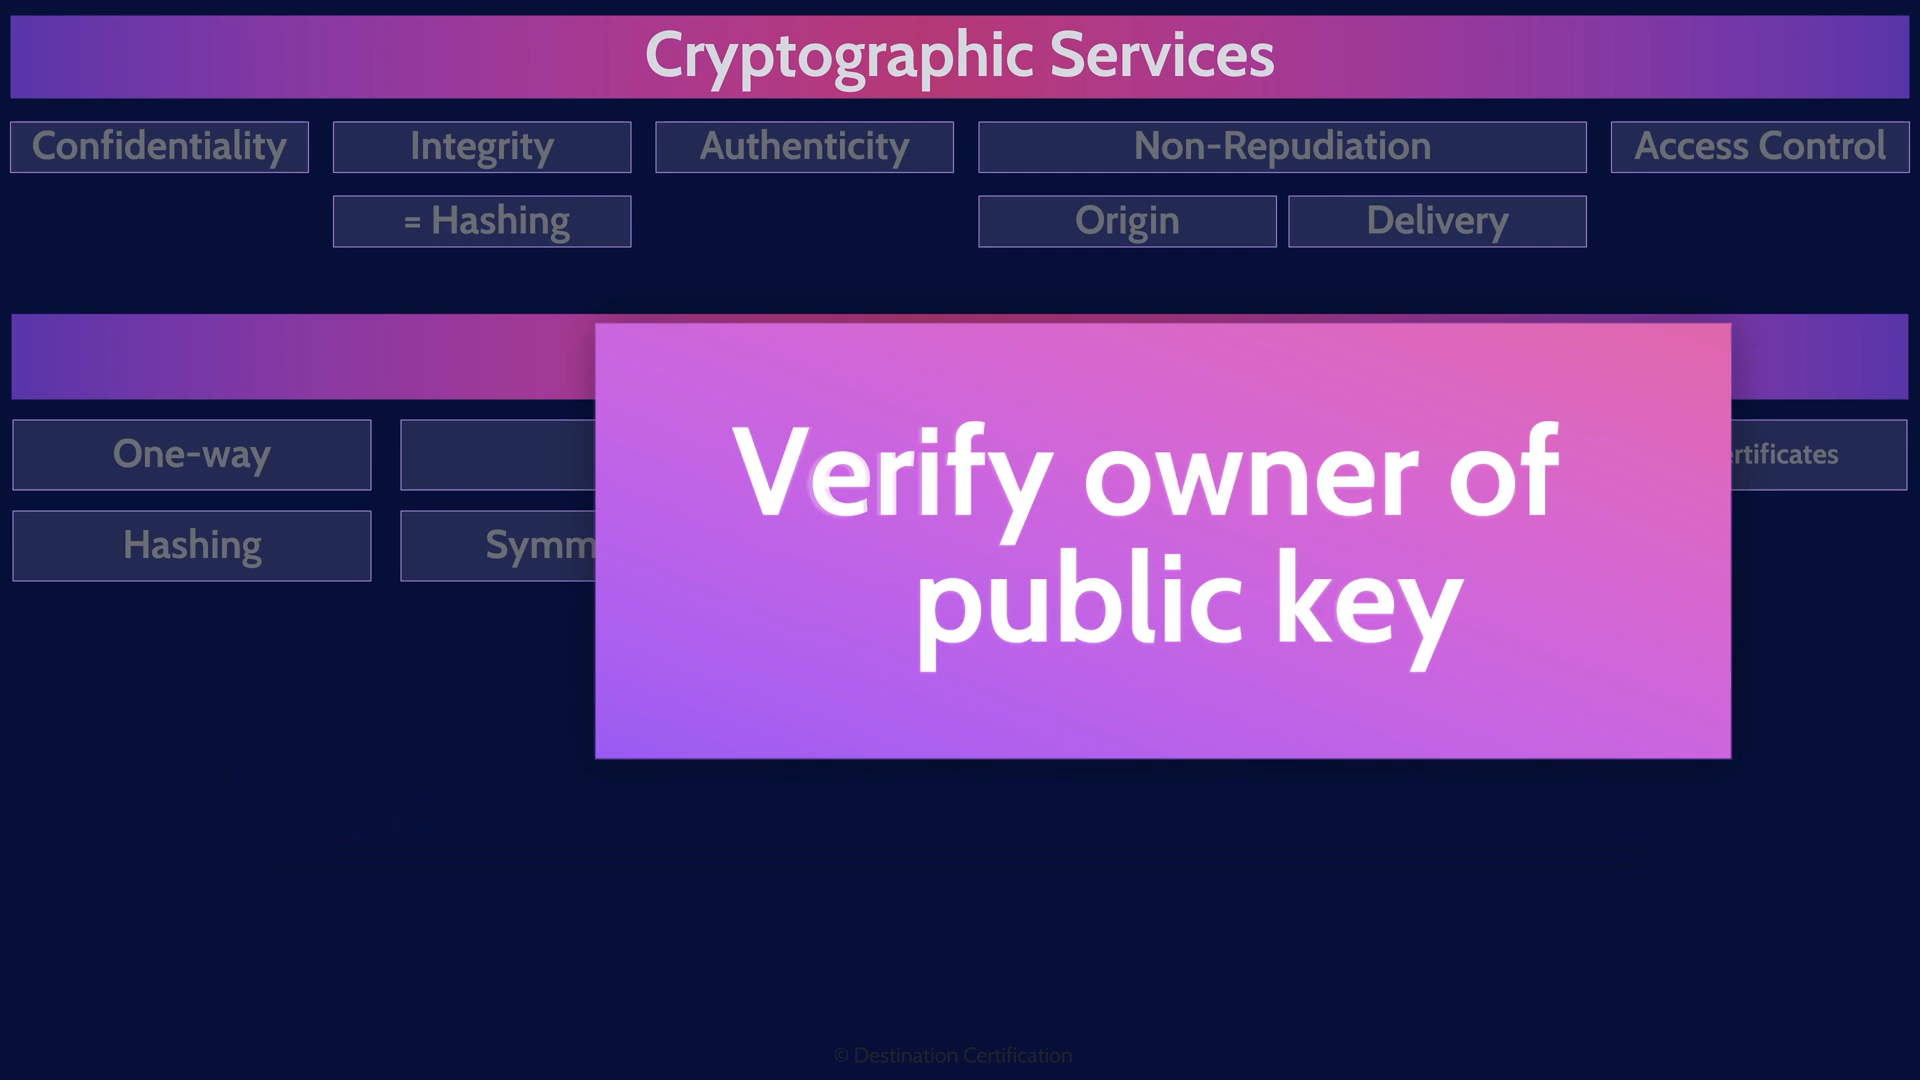 Cryptographic Services
Confidentiality
Integrity
Authenticity
Non-Repudiation
Access Control
= Hashing
Origin
Delivery
One-way
Hashing
Verify owner of
public key
© Destination Certification